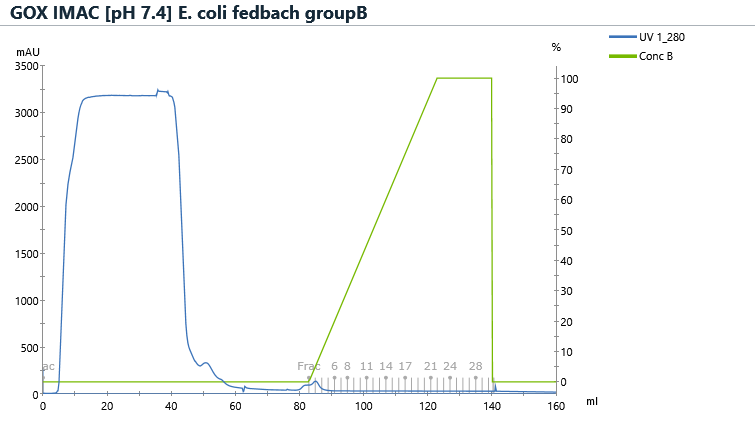 GOX IMAC [pH 7.4] E. coli fedbach groupB
UV 1_280
Conc B
mAU
%
3500
3000
2500
2000
1500
1000
500
0
100
90
80
70
60
50
40
30
20
10
0
ac
Frac 6 8 11 14 17 21 24 28
0 20 40 60 80 100 120 140 160 ml